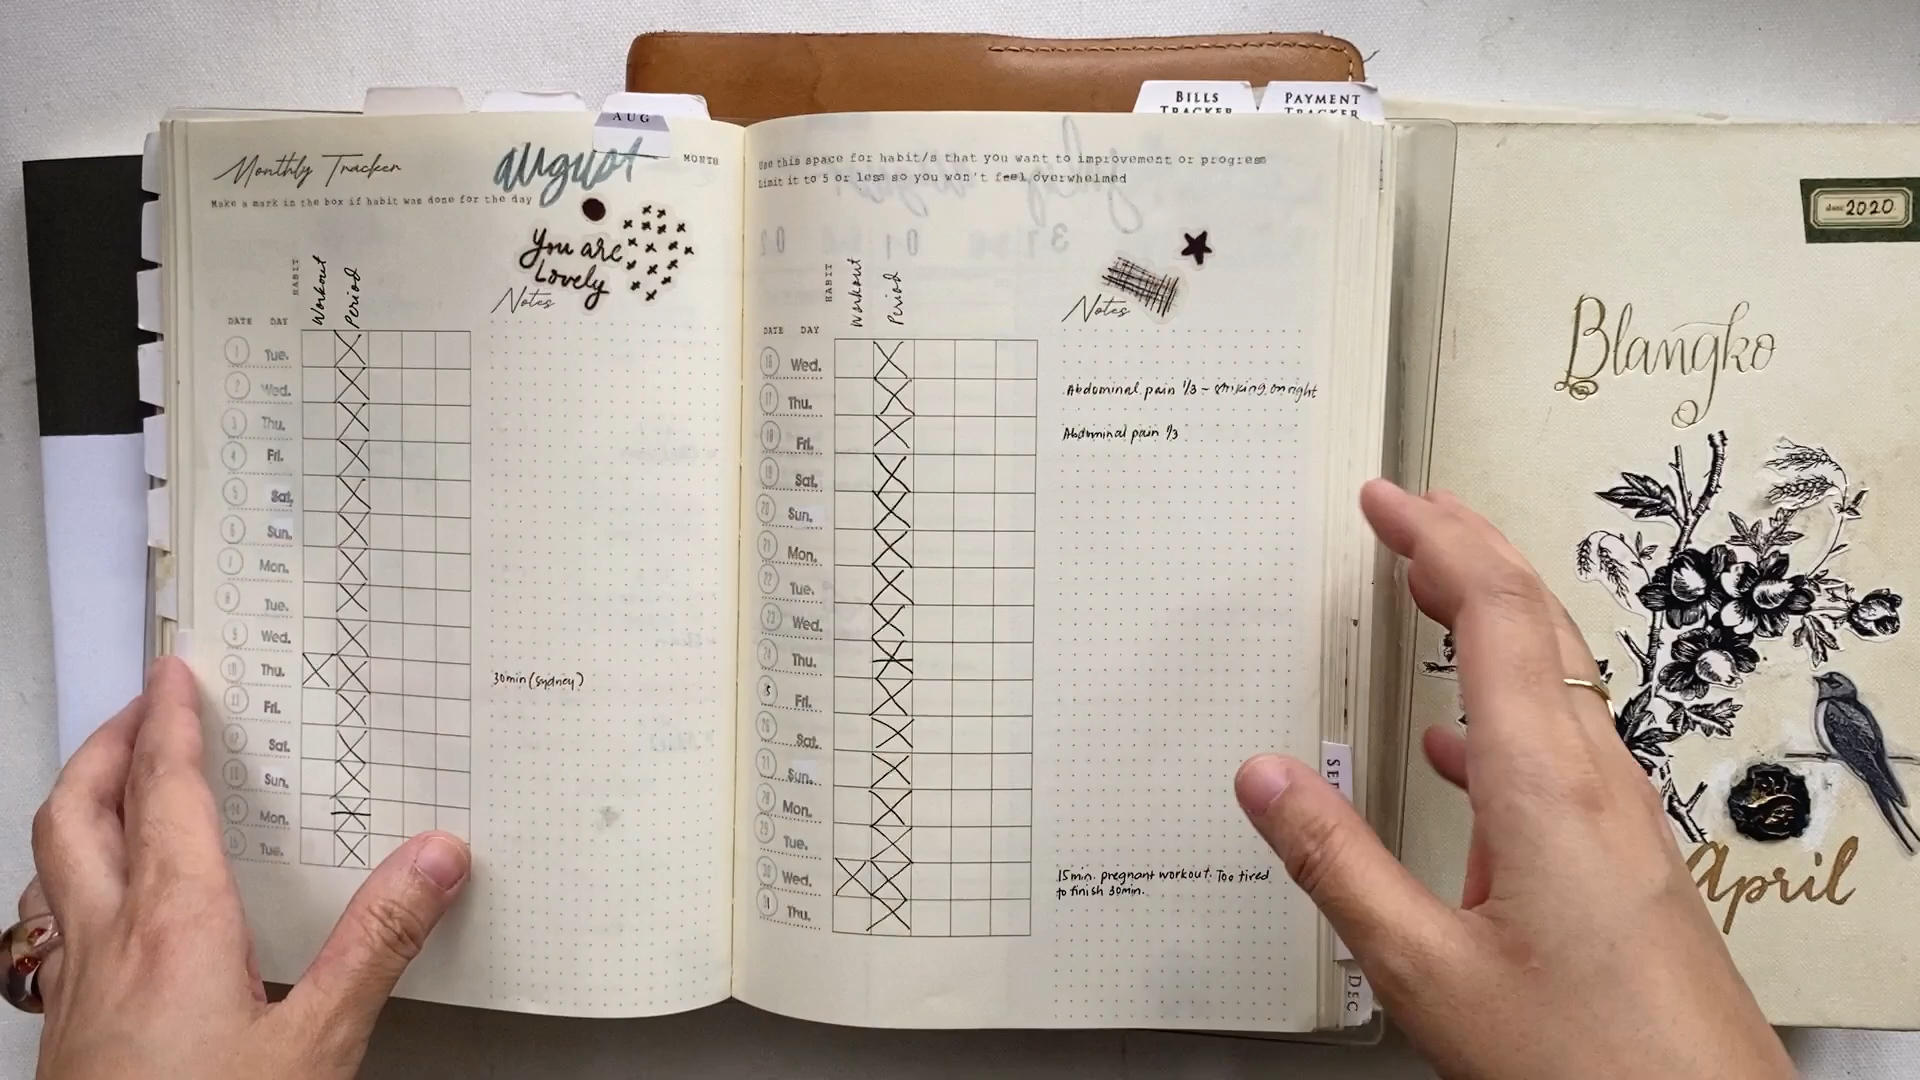 AUG
BILLS
TRACKER
PAYMENT
TRACKER
Monthly Tracker
august
MONTH
Make a mark in the box if habit was done for the day
You are
Lovely
HABIT
Workout
Period
Notes
DATE DAY
1 Tue.
2 Wed.
3 Thu.
4 Fri.
5 Sat.
6 Sun.
7 Mon.
8 Tue.
9 Wed.
10 Thu.
30min (sydney)
11 Fri.
12 Sat.
13 Sun.
14 Mon.
15 Tue.
Use this space for habit/s that you want to improvement or progress
Limit it to 5 or less so you won't feel overwhelmed
HABIT
Workout
Period
Notes
DATE DAY
16 Wed.
17 Thu.
Abdominal pain 1/3 - striking on right
18 Fri.
Abdominal pain 1/3
19 Sat.
20 Sun.
21 Mon.
22 Tue.
23 Wed.
24 Thu.
Fri.
26 Sat.
27 Sun.
28 Mon.
29 Tue.
30 Wed.
15min. pregnant workout. Too tired
to finish 30min.
31 Thu.
SEP
DEC
2020
Blangko
April